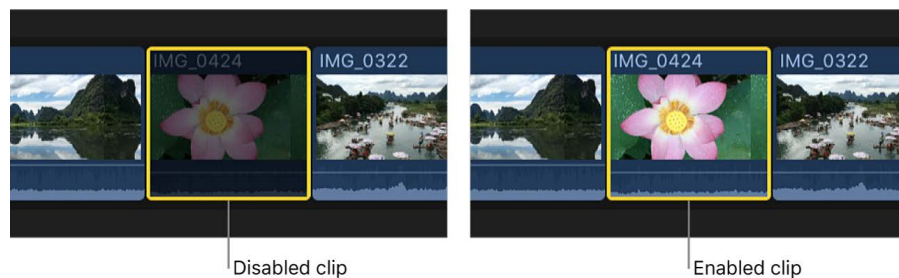 IMG_0424
IMG_0322
IMG_0424
IMG_0322
Disabled clip
Enabled clip